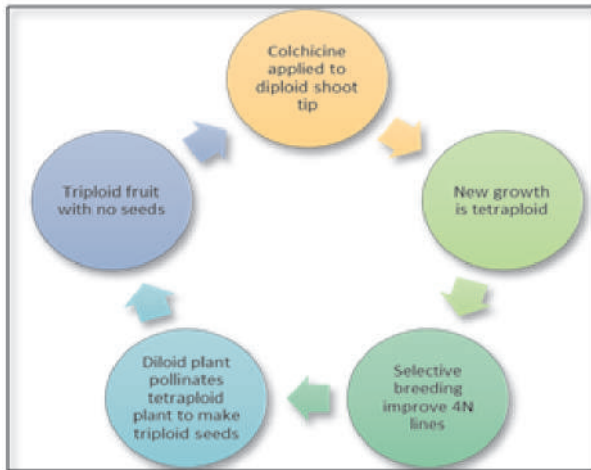 Colchicine
applied to
diploid shoot
tip
New growth
is tetraploid
Selective
breeding
improve 4N
lines
Diloid plant
pollinates
tetraploid
plant to make
triploid seeds
Triploid fruit
with no seeds